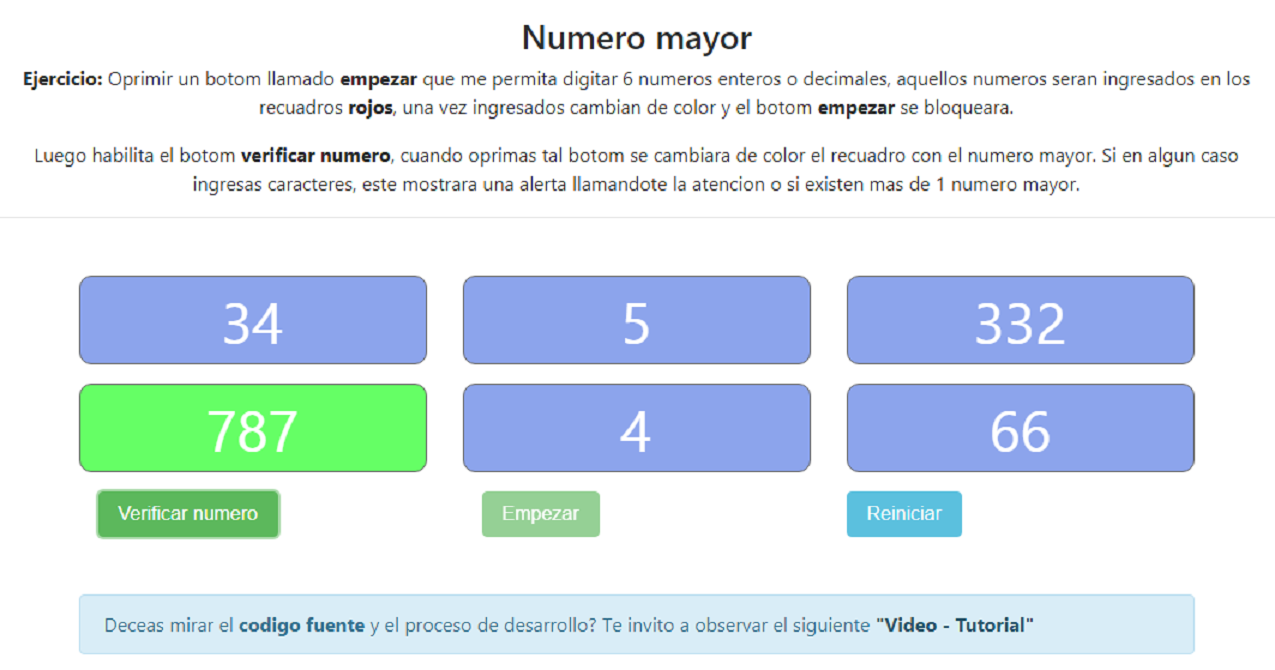 Numero mayor
Ejercicio: Oprimir un botom llamado empezar que me permita digitar 6 numeros enteros o decimales, aquellos numeros seran ingresados en los
recuadros rojos, una vez ingresados cambian de color y el botom empezar se bloqueara.
Luego habilita el botom verificar numero, cuando oprimas tal botom se cambiara de color el recuadro con el numero mayor. Si en algun caso
ingresas caracteres, este mostrara una alerta llamandote la atencion o si existen mas de 1 numero mayor.
34 5 332
787 4 66
Verificar numero Empezar Reiniciar
Deceas mirar el codigo fuente y el proceso de desarrollo? Te invito a observar el siguiente "Video - Tutorial"